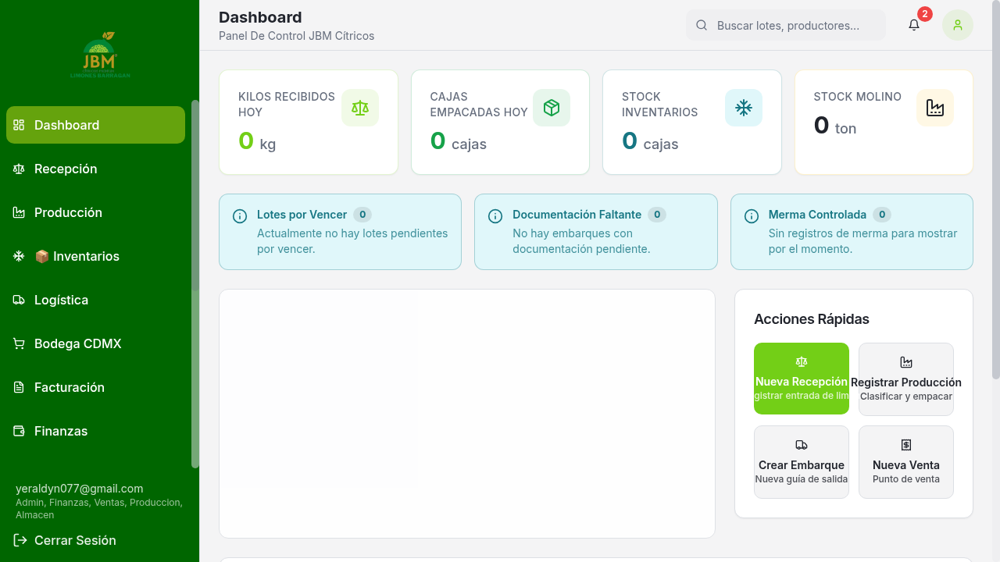 JBM
LIMONES BARRAGAN
Dashboard
Recepción
Producción
📦 Inventarios
Logística
Bodega CDMX
Facturación
Finanzas
yeraldyn077@gmail.com
Admin, Finanzas, Ventas, Produccion,
Almacen
Cerrar Sesión
Dashboard
Panel De Control JBM Cítricos
Buscar lotes, productores...
2
KILOS RECIBIDOS
HOY
0 kg
CAJAS
EMPACADAS HOY
0 cajas
STOCK
INVENTARIOS
0 cajas
STOCK MOLINO
0 ton
Lotes por Vencer 0
Actualmente no hay lotes pendientes
por vencer.
Documentación Faltante 0
No hay embarques con
documentación pendiente.
Merma Controlada 0
Sin registros de merma para mostrar
por el momento.
Acciones Rápidas
Nueva Recepción
gistrar entrada de lim
Registrar Producción
Clasificar y empacar
Crear Embarque
Nueva guía de salida
Nueva Venta
Punto de venta